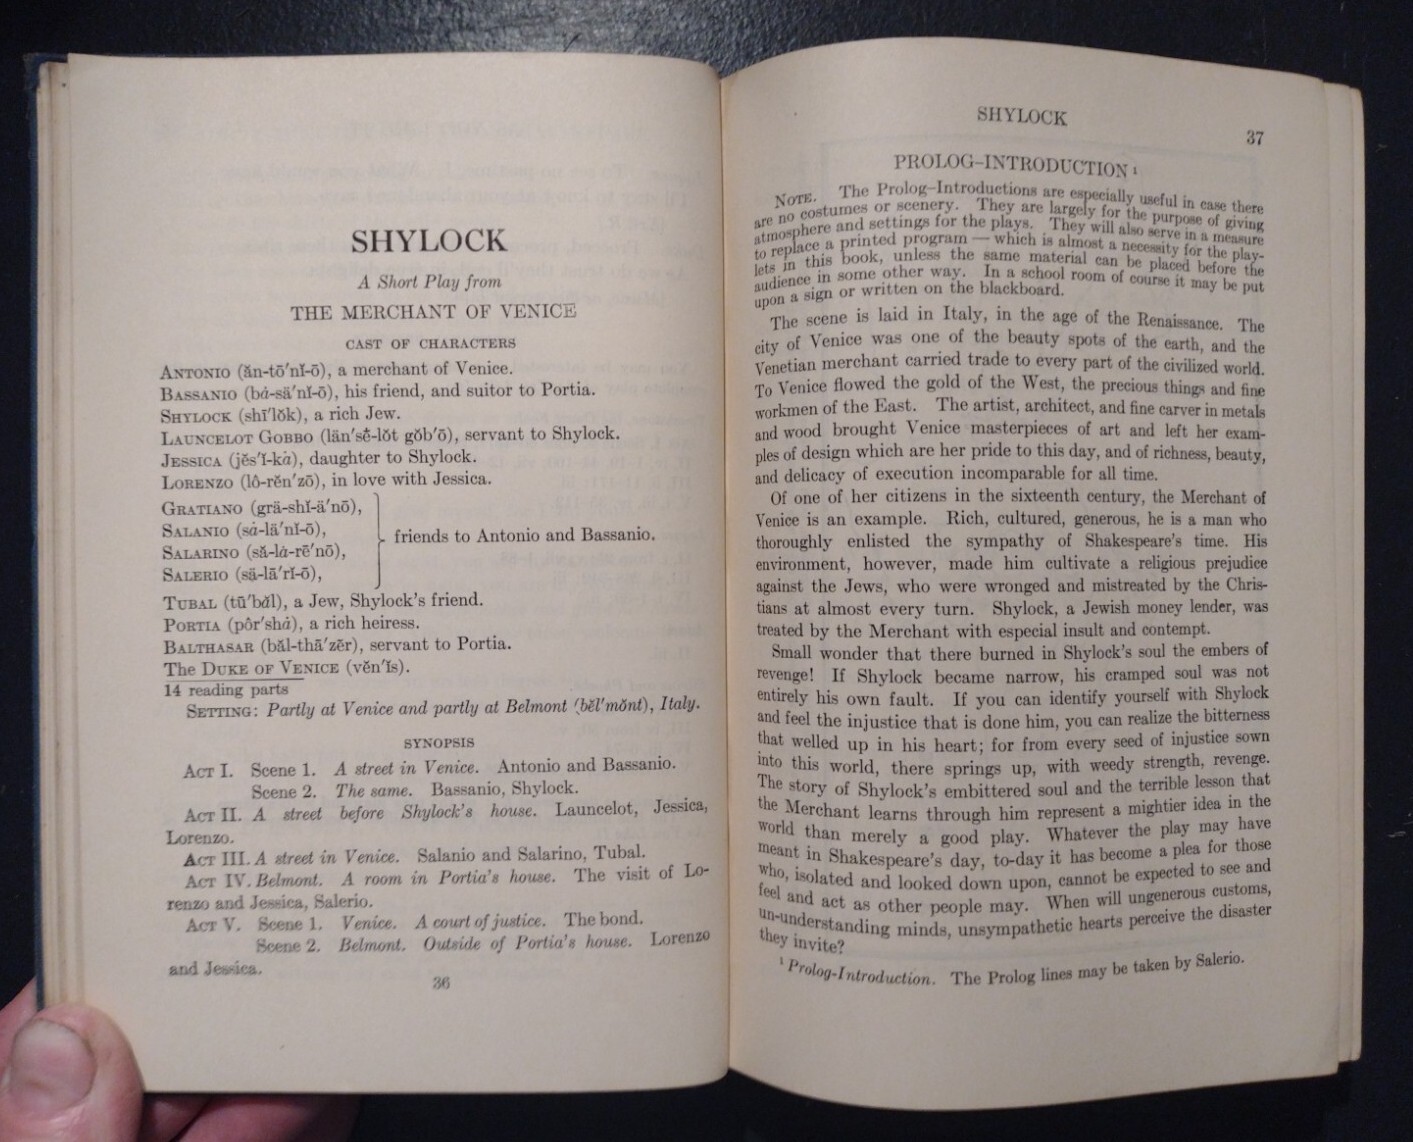 SHYLOCK
A Short Play from
THE MERCHANT OF VENICE
CAST OF CHARACTERS
ANTONIO (ăn-tō′nĭ-ō), a merchant of Venice.
BASSANIO (bȧ-sä′nĭ-ō), his friend, and suitor to Portia.
SHYLOCK (shī′lŏk), a rich Jew.
LAUNCELOT GOBBO (län′sĕ-lŏt gŏb′ō), servant to Shylock.
JESSICA (jĕs′ĭ-kȧ), daughter to Shylock.
LORENZO (lô-rĕn′zō), in love with Jessica.
GRATIANO (grä-shĭ-ä′nō),
SALANIO (sȧ-lä′nĭ-ō),
SALARINO (să-lȧ-rē′nō),
SALERIO (sä-lā′rĭ-ō),
friends to Antonio and Bassanio.
TUBAL (tū′băl), a Jew, Shylock's friend.
PORTIA (pôr′shȧ), a rich heiress.
BALTHASAR (băl-thā′zēr), servant to Portia.
The DUKE OF VENICE (vĕn′ĭs).
14 reading parts
SETTING: Partly at Venice and partly at Belmont (bĕl′mŏnt), Italy.
SYNOPSIS
ACT I. Scene 1. A street in Venice. Antonio and Bassanio.
Scene 2. The same. Bassanio, Shylock.
ACT II. A street before Shylock's house. Launcelot, Jessica,
Lorenzo.
ACT III. A street in Venice. Salanio and Salarino, Tubal.
ACT IV. Belmont. A room in Portia's house. The visit of Lo-
renzo and Jessica, Salerio.
ACT V. Scene 1. Venice. A court of justice. The bond.
Scene 2. Belmont. Outside of Portia's house. Lorenzo
and Jessica.
36
SHYLOCK
37
PROLOG–INTRODUCTION ¹
NOTE. The Prolog–Introductions are especially useful in case there
are no costumes or scenery. They are largely for the purpose of giving
atmosphere and settings for the plays. They will also serve in a measure
to replace a printed program — which is almost a necessity for the play-
lets in this book, unless the same material can be placed before the
audience in some other way. In a school room of course it may be put
upon a sign or written on the blackboard.
The scene is laid in Italy, in the age of the Renaissance. The
city of Venice was one of the beauty spots of the earth, and the
Venetian merchant carried trade to every part of the civilized world.
To Venice flowed the gold of the West, the precious things and fine
workmen of the East. The artist, architect, and fine carver in metals
and wood brought Venice masterpieces of art and left her exam-
ples of design which are her pride to this day, and of richness, beauty,
and delicacy of execution incomparable for all time.
Of one of her citizens in the sixteenth century, the Merchant of
Venice is an example. Rich, cultured, generous, he is a man who
thoroughly enlisted the sympathy of Shakespeare's time. His
environment, however, made him cultivate a religious prejudice
against the Jews, who were wronged and mistreated by the Chris-
tians at almost every turn. Shylock, a Jewish money lender, was
treated by the Merchant with especial insult and contempt.
Small wonder that there burned in Shylock's soul the embers of
revenge! If Shylock became narrow, his cramped soul was not
entirely his own fault. If you can identify yourself with Shylock
and feel the injustice that is done him, you can realize the bitterness
that welled up in his heart; for from every seed of injustice sown
into this world, there springs up, with weedy strength, revenge.
The story of Shylock's embittered soul and the terrible lesson that
the Merchant learns through him represent a mightier idea in the
world than merely a good play. Whatever the play may have
meant in Shakespeare's day, to-day it has become a plea for those
who, isolated and looked down upon, cannot be expected to see and
feel and act as other people may. When will ungenerous customs,
un-understanding minds, unsympathetic hearts perceive the disaster
they invite?
¹ Prolog-Introduction. The Prolog lines may be taken by Salerio.